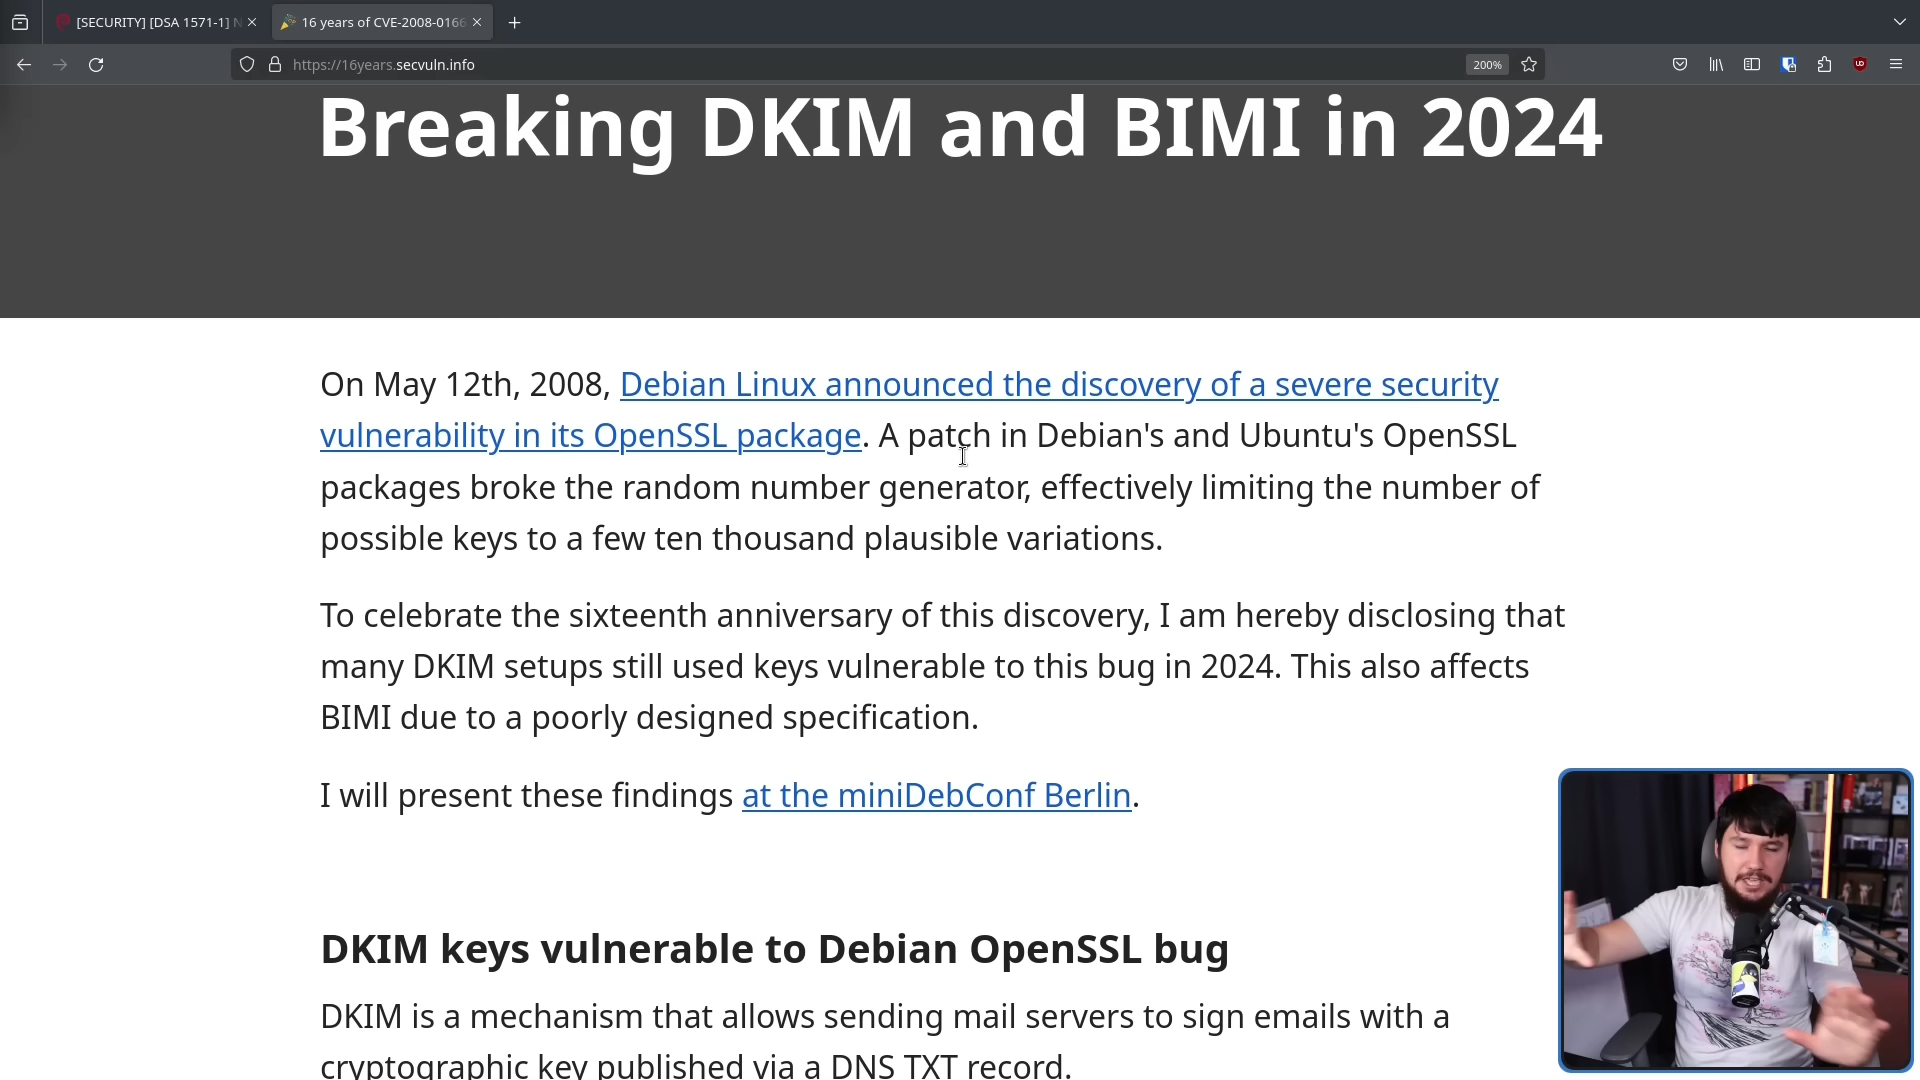 [SECURITY] [DSA 1571-1] N
16 years of CVE-2008-0166
https://16years.secvuln.info
200%
Breaking DKIM and BIMI in 2024
On May 12th, 2008, Debian Linux announced the discovery of a severe security
vulnerability in its OpenSSL package. A patch in Debian's and Ubuntu's OpenSSL
packages broke the random number generator, effectively limiting the number of
possible keys to a few ten thousand plausible variations.
To celebrate the sixteenth anniversary of this discovery, I am hereby disclosing that
many DKIM setups still used keys vulnerable to this bug in 2024. This also affects
BIMI due to a poorly designed specification.
I will present these findings at the miniDebConf Berlin.
DKIM keys vulnerable to Debian OpenSSL bug
DKIM is a mechanism that allows sending mail servers to sign emails with a
cryptographic key published via a DNS TXT record.